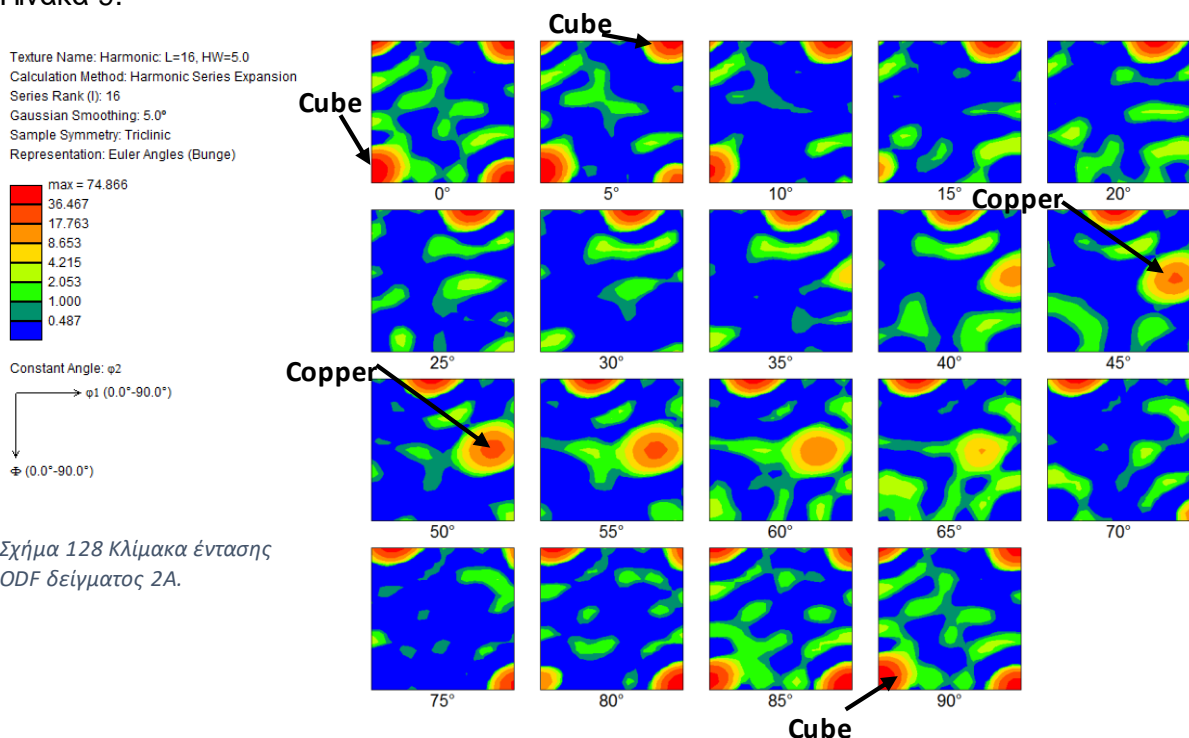 Πίνακα 5.
Texture Name: Harmonic: L=16, HW=5.0
Calculation Method: Harmonic Series Expansion
Series Rank (l): 16
Gaussian Smoothing: 5.0°
Sample Symmetry: Triclinic
Representation: Euler Angles (Bunge)
max = 74.866
36.467
17.763
8.653
4.215
2.053
1.000
0.487
Constant Angle: φ2
φ1 (0.0°-90.0°)
Φ (0.0°-90.0°)
Σχήμα 128 Κλίμακα έντασης
ODF δείγματος 2Α.
Cube
Cube
0° 5° 10° 15° 20°
Copper
25° 30° 35° 40° 45°
Copper
50° 55° 60° 65° 70°
75° 80° 85° 90°
Cube